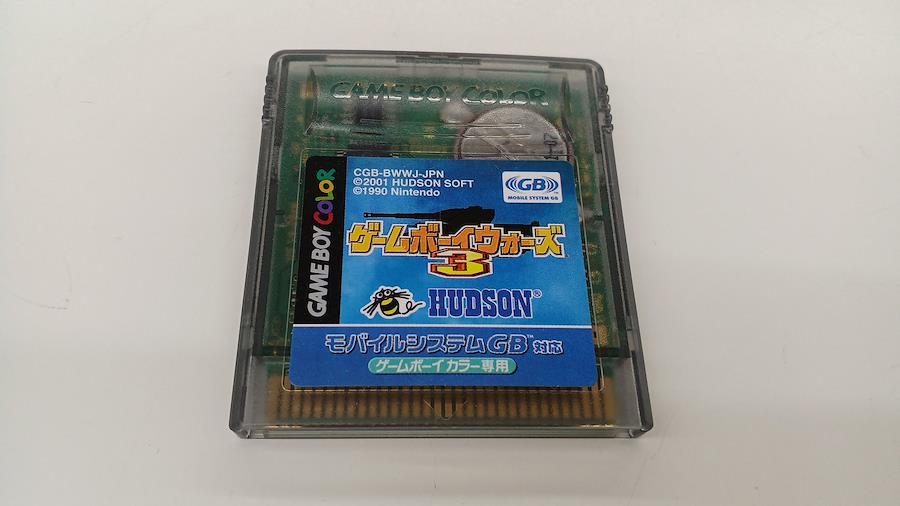 GAME BOY COLOR
GAME BOY COLOR
CGB-BWWJ-JPN
©2001 HUDSON SOFT
©1990 Nintendo
GB™
MOBILE SYSTEM GB
ゲームボーイウォーズ
3
HUDSON®
モバイルシステムGB対応
ゲームボーイカラー専用